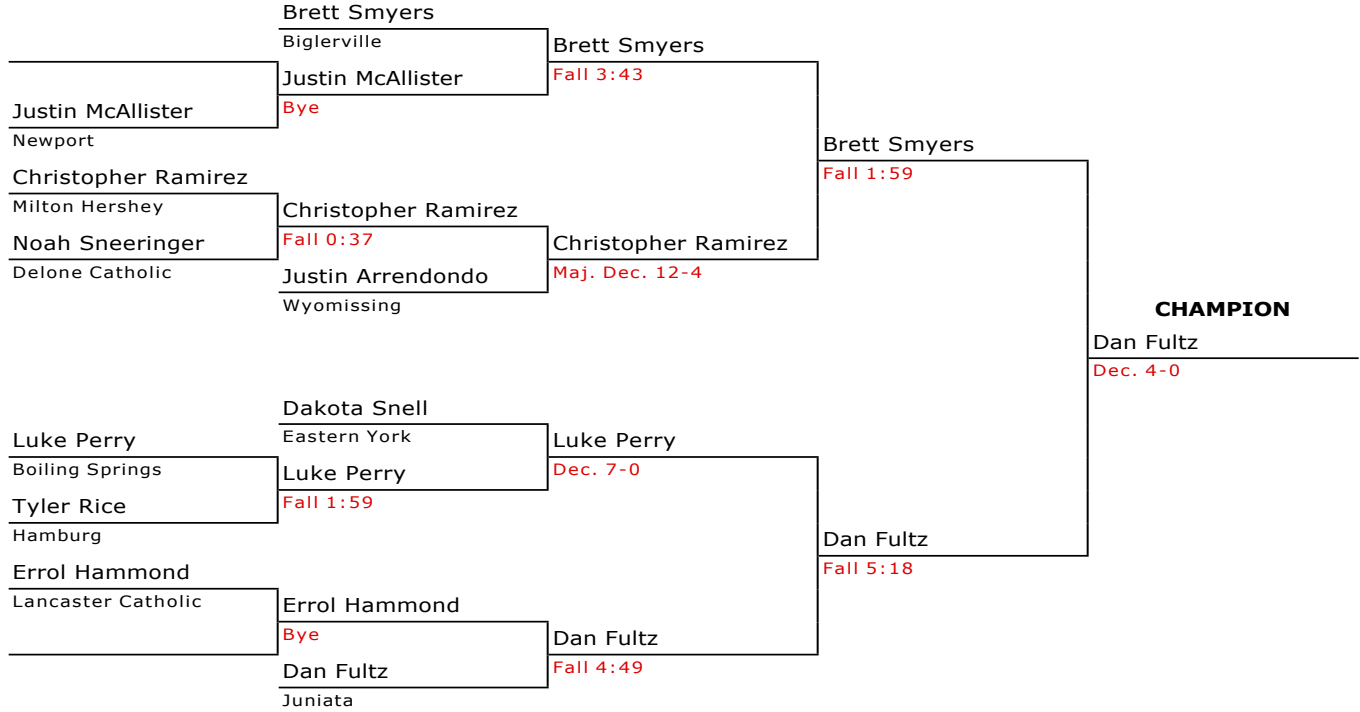 Brett Smyers
Biglerville
Brett Smyers
Fall 3:43
Justin McAllister
Bye
Justin McAllister
Newport
Brett Smyers
Fall 1:59
Christopher Ramirez
Milton Hershey
Christopher Ramirez
Fall 0:37
Noah Sneeringer
Delone Catholic
Christopher Ramirez
Maj. Dec. 12-4
Justin Arrendondo
Wyomissing
CHAMPION
Dan Fultz
Dec. 4-0
Dakota Snell
Eastern York
Luke Perry
Boiling Springs
Luke Perry
Dec. 7-0
Luke Perry
Fall 1:59
Tyler Rice
Hamburg
Dan Fultz
Fall 5:18
Errol Hammond
Lancaster Catholic
Errol Hammond
Bye
Dan Fultz
Fall 4:49
Dan Fultz
Juniata